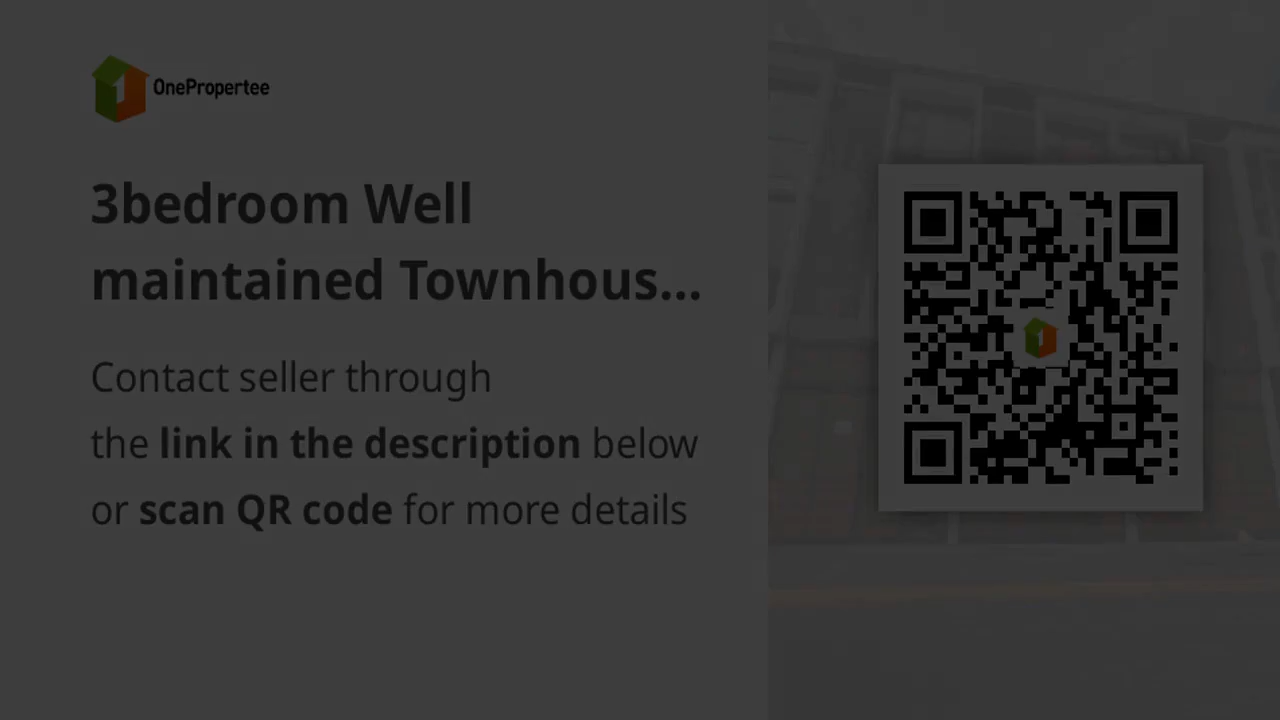 OnePropertee
3bedroom Well
maintained Townhous...
Contact seller through
the link in the description below
or scan QR code for more details